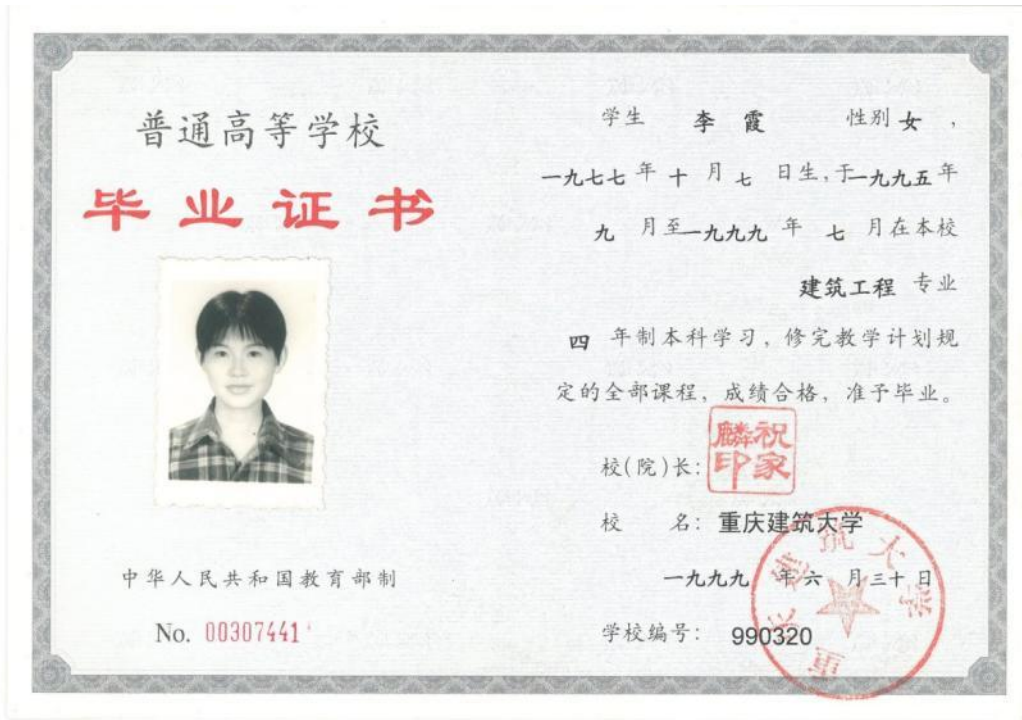 普通高等学校
毕业证书
中华人民共和国教育部制
No. 00307441
学生 李霞 性别 女，
一九七七 年 十 月 七 日生，于 一九九五 年
九 月至 一九九九 年 七 月在本校
建筑工程 专业
四 年制本科学习，修完教学计划规
定的全部课程，成绩合格，准予毕业。
校(院)长：
祝家麟印
校 名：重庆建筑大学
一九九九 年 六 月 三十 日
学校编号： 990320
重庆建筑大学